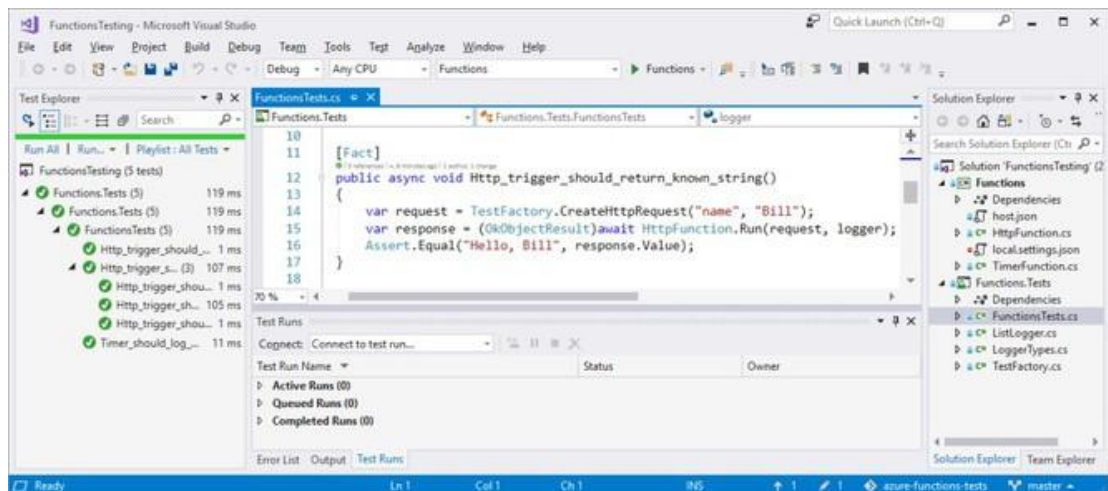 FunctionsTesting - Microsoft Visual Studio
Quick Launch (Ctrl+Q)
File Edit View Project Build Debug Team Tools Test Analyze Window Help
Debug Any CPU Functions Functions
Test Explorer
Search
Run All | Run... | Playlist : All Tests
FunctionsTesting (5 tests)
Functions.Tests (5) 119 ms
Functions.Tests (5) 119 ms
FunctionsTests (5) 119 ms
Http_trigger_should_... 1 ms
Http_trigger_s... (3) 107 ms
Http_trigger_shou... 1 ms
Http_trigger_sh... 105 ms
Http_trigger_shou... 1 ms
Timer_should_log_... 11 ms
FunctionsTests.cs
Functions.Tests Functions.Tests.FunctionsTests logger
10
11 [Fact]
12 public async void Http_trigger_should_return_known_string()
13 {
14 var request = TestFactory.CreateHttpRequest("name", "Bill");
15 var response = (OkObjectResult)await HttpFunction.Run(request, logger);
16 Assert.Equal("Hello, Bill", response.Value);
17 }
18
70 %
Test Runs
Connect: Connect to test run...
Test Run Name Status Owner
Active Runs (0)
Queued Runs (0)
Completed Runs (0)
Error List Output Test Runs
Solution Explorer
Search Solution Explorer (Ctr
Solution 'FunctionsTesting' (2
Functions
Dependencies
host.json
HttpFunction.cs
local.settings.json
TimerFunction.cs
Functions.Tests
Dependencies
FunctionsTests.cs
ListLogger.cs
LoggerTypes.cs
TestFactory.cs
Solution Explorer Team Explorer
Ready Ln 1 Col 1 Ch 1 INS 1 1 azure-functions-tests master